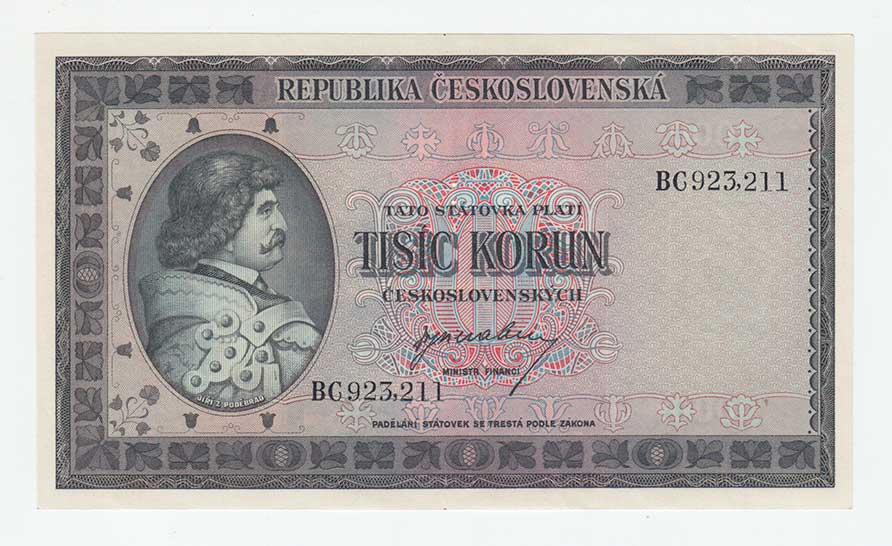 REPUBLIKA ČESKOSLOVENSKÁ
BC923,211
TATO STÁTOVKA PLATÍ
TISÍC KORUN
ČESKOSLOVENSKÝCH
MINISTR FINANCÍ
JIŘÍ Z PODĚBRAD
BC923,211
PADĚLÁNÍ STÁTOVEK SE TRESTÁ PODLE ZÁKONA